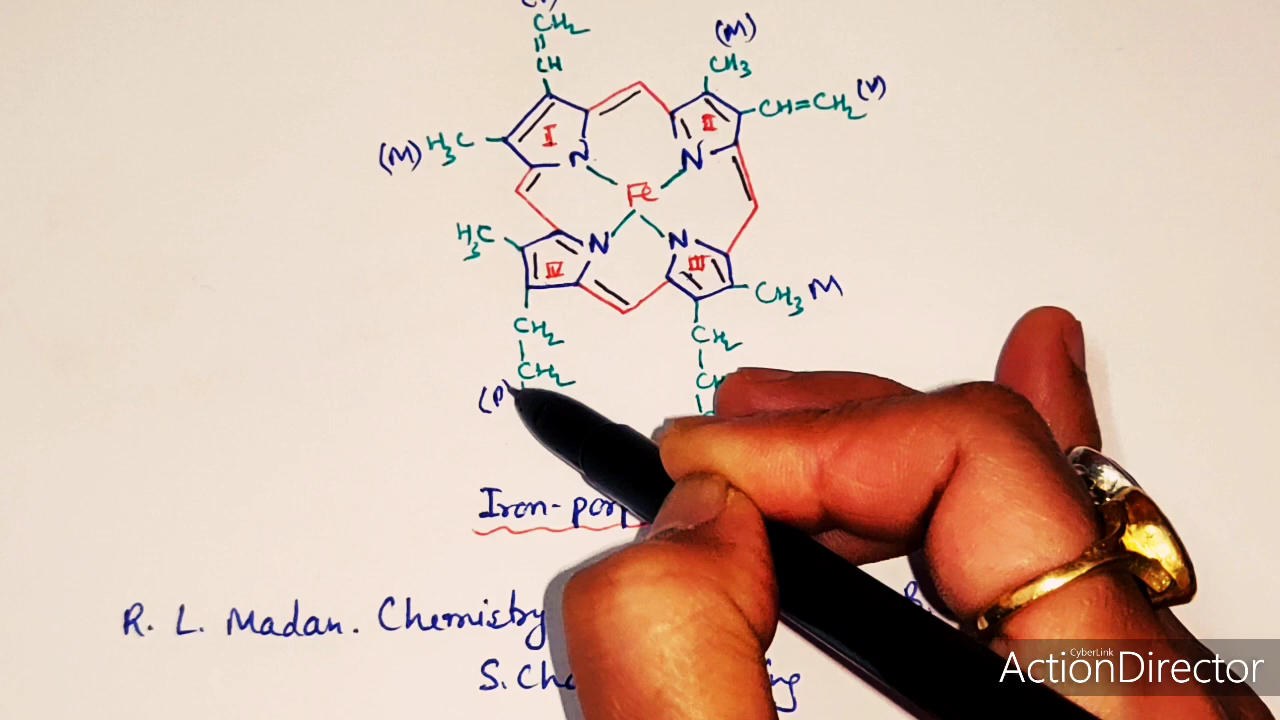 CH2
CH
(M)
CH3
CH=CH2 (V)
I
II
(M) H3C
N
N
Fe
H3C
N
N
IV
III
CH3 M
CH2
CH2
CH2
(P)
Iron-
R. L. Madan. Chemistry
S.
CyberLink
ActionDirector